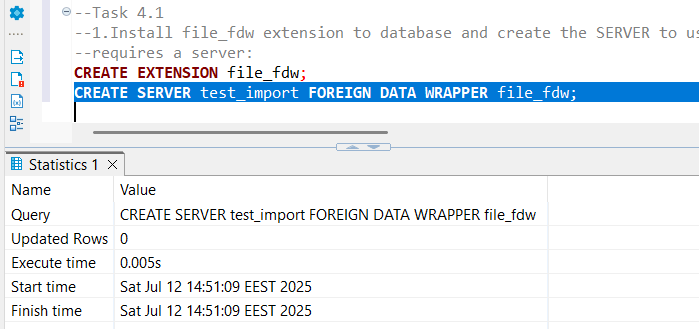 --Task 4.1
--1.Install file_fdw extension to database and create the SERVER to us
--requires a server:
CREATE EXTENSION file_fdw;
CREATE SERVER test_import FOREIGN DATA WRAPPER file_fdw;
Statistics 1
Name Value
Query CREATE SERVER test_import FOREIGN DATA WRAPPER file_fdw
Updated Rows 0
Execute time 0.005s
Start time Sat Jul 12 14:51:09 EEST 2025
Finish time Sat Jul 12 14:51:09 EEST 2025